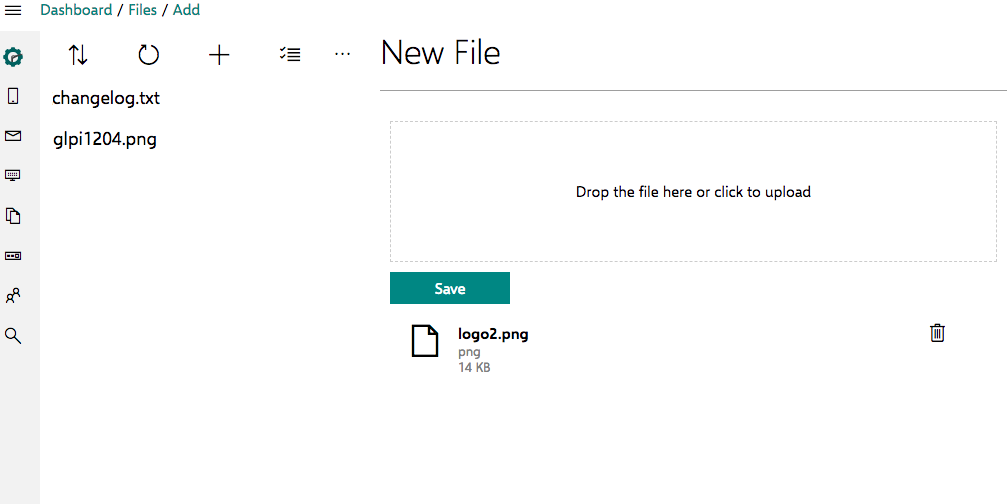 Dashboard / Files / Add
New File
changelog.txt
glpi1204.png
Drop the file here or click to upload
Save
logo2.png
png
14 KB